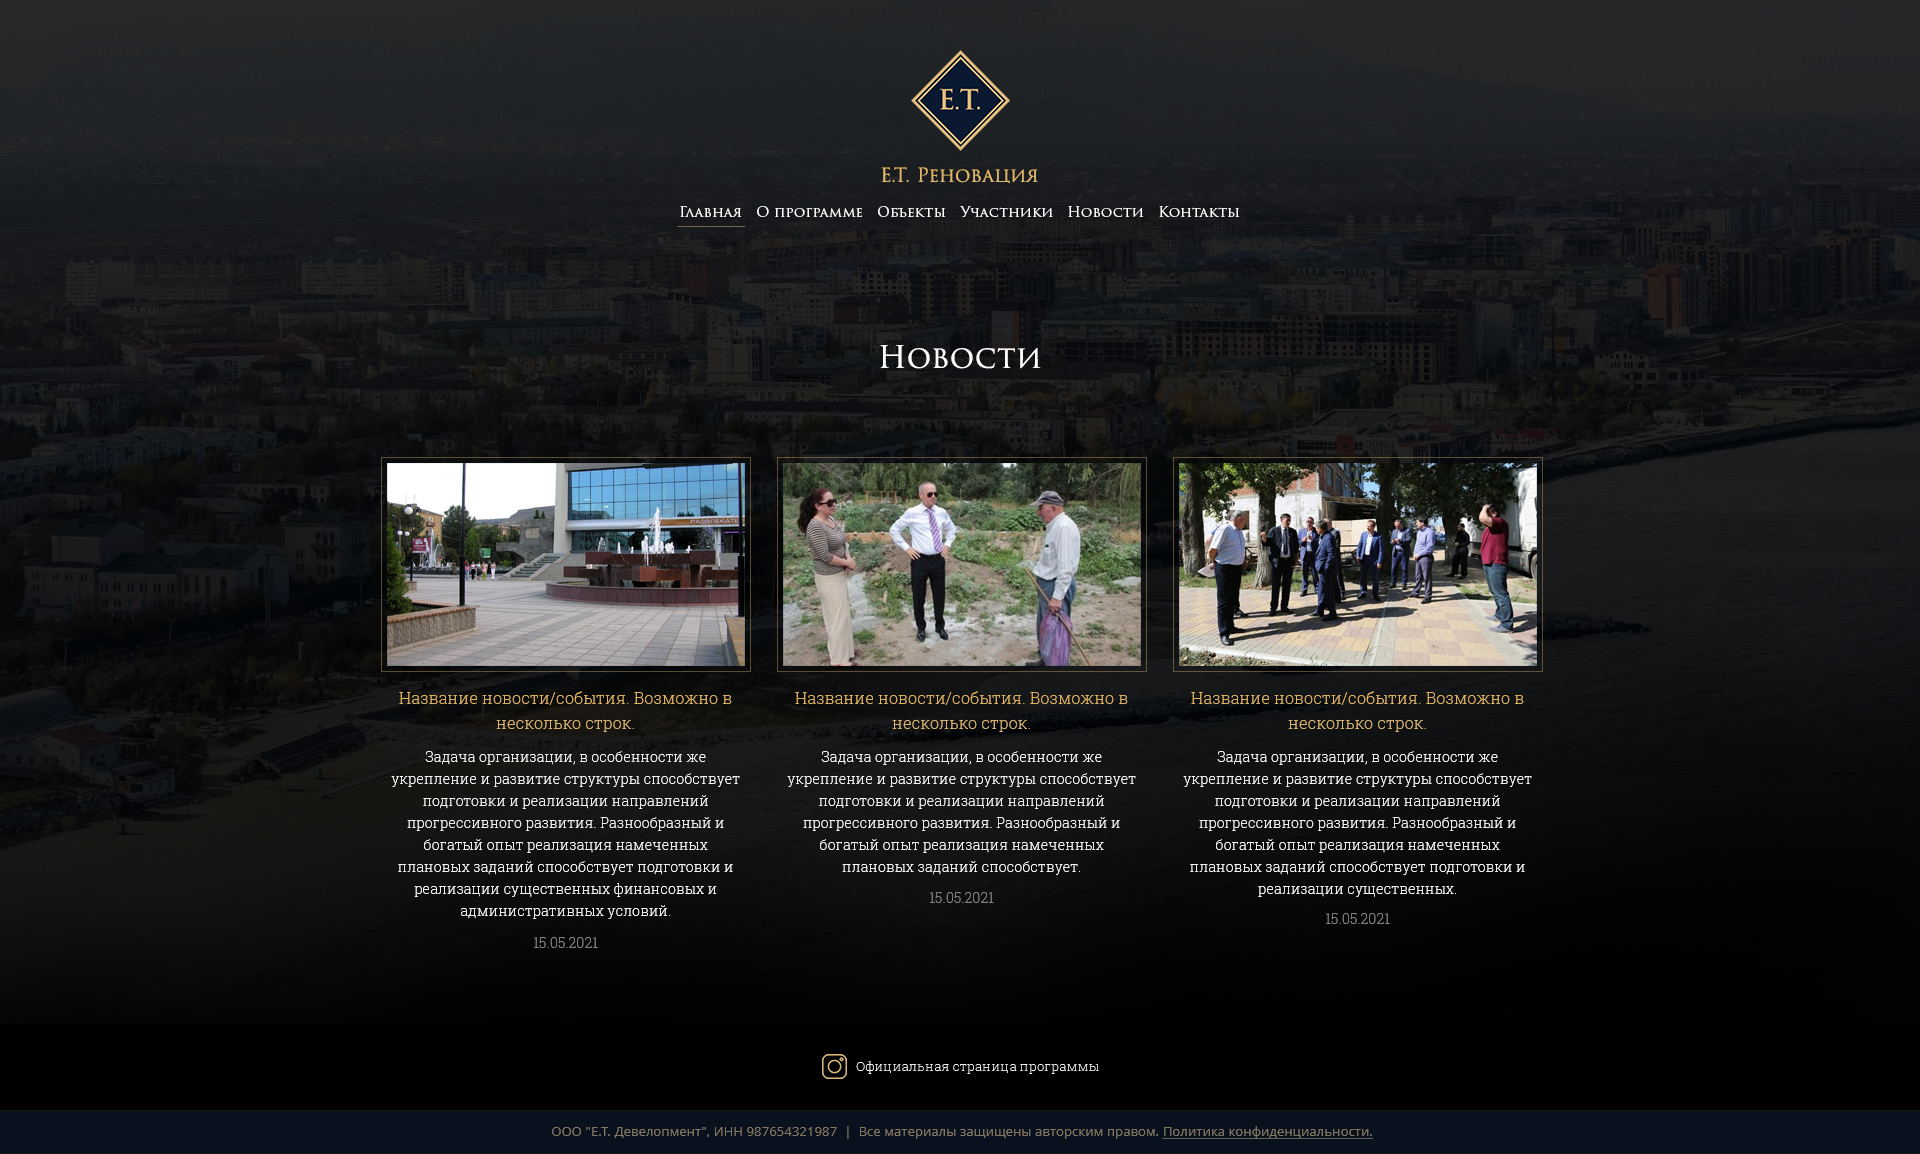 Е.Т.
Е.Т. Реновация
Главная О программе Объекты Участники Новости Контакты
Новости
Название новости/события. Возможно в
несколько строк.
Задача организации, в особенности же
укрепление и развитие структуры способствует
подготовки и реализации направлений
прогрессивного развития. Разнообразный и
богатый опыт реализация намеченных
плановых заданий способствует подготовки и
реализации существенных финансовых и
административных условий.
15.05.2021
Название новости/события. Возможно в
несколько строк.
Задача организации, в особенности же
укрепление и развитие структуры способствует
подготовки и реализации направлений
прогрессивного развития. Разнообразный и
богатый опыт реализация намеченных
плановых заданий способствует.
15.05.2021
Название новости/события. Возможно в
несколько строк.
Задача организации, в особенности же
укрепление и развитие структуры способствует
подготовки и реализации направлений
прогрессивного развития. Разнообразный и
богатый опыт реализация намеченных
плановых заданий способствует подготовки и
реализации существенных.
15.05.2021
Официальная страница программы
ООО "Е.Т. Девелопмент", ИНН 987654321987 | Все материалы защищены авторским правом. Политика конфиденциальности.